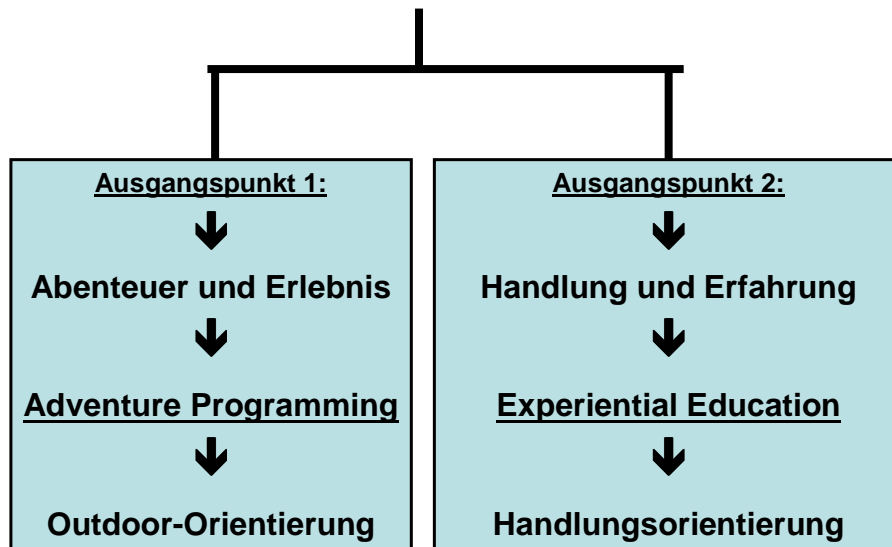 Ausgangspunkt 1:
Abenteuer und Erlebnis
Adventure Programming
Outdoor-Orientierung
Ausgangspunkt 2:
Handlung und Erfahrung
Experiential Education
Handlungsorientierung